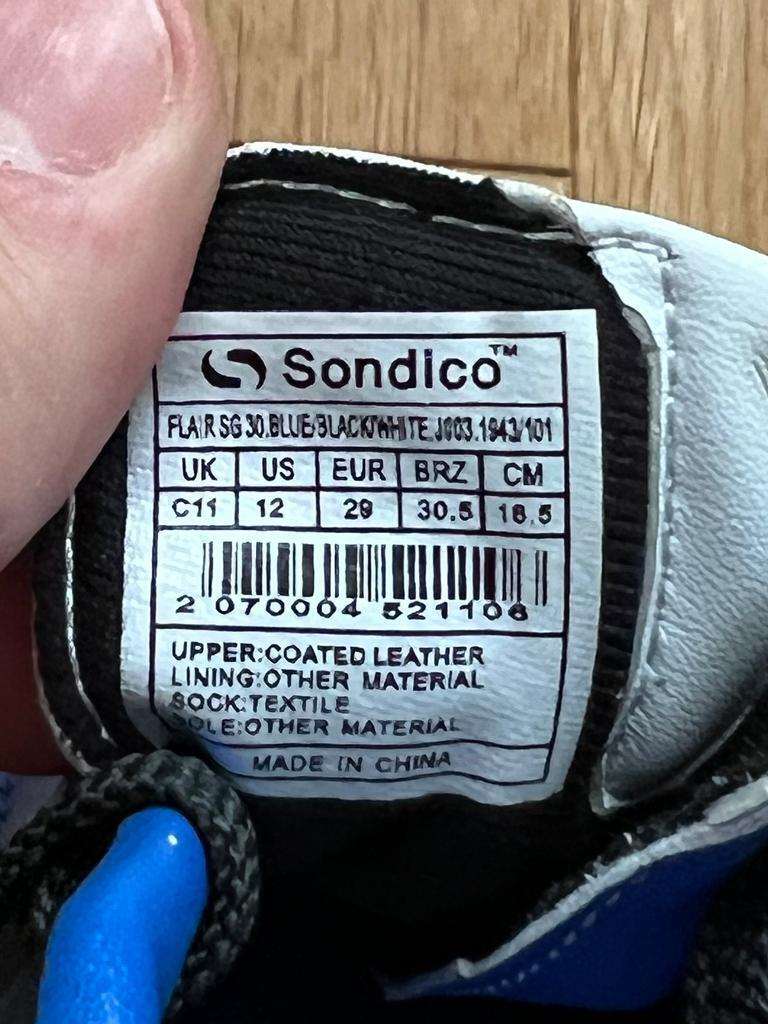 Sondico™
FLAIR SG 30.BLUE/BLACK/WHITE.J003.1943/101
UK US EUR BRZ CM
C11 12 29 30.5 18.5
2 070004 521106
UPPER:COATED LEATHER
LINING:OTHER MATERIAL
SOCK:TEXTILE
SOLE:OTHER MATERIAL
MADE IN CHINA